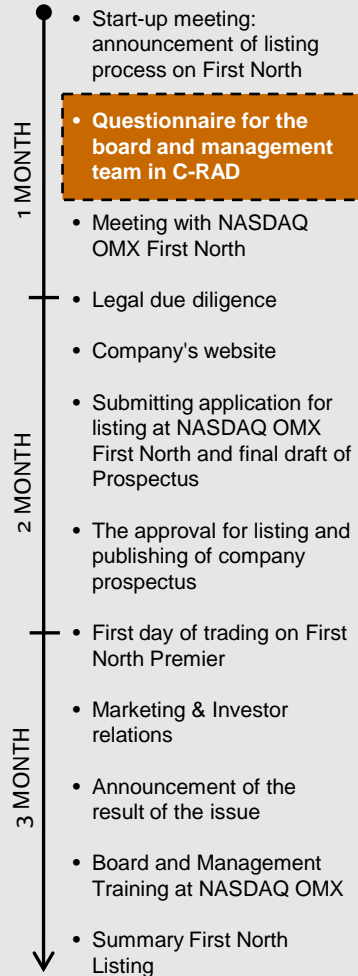 • Start-up meeting:
announcement of listing
process on First North
• Questionnaire for the
board and management
team in C-RAD
1 MONTH
• Meeting with NASDAQ
OMX First North
• Legal due diligence
• Company's website
• Submitting application for
listing at NASDAQ OMX
First North and final draft of
Prospectus
2 MONTH
• The approval for listing and
publishing of company
prospectus
• First day of trading on First
North Premier
• Marketing & Investor
relations
3 MONTH
• Announcement of the
result of the issue
• Board and Management
Training at NASDAQ OMX
• Summary First North
Listing